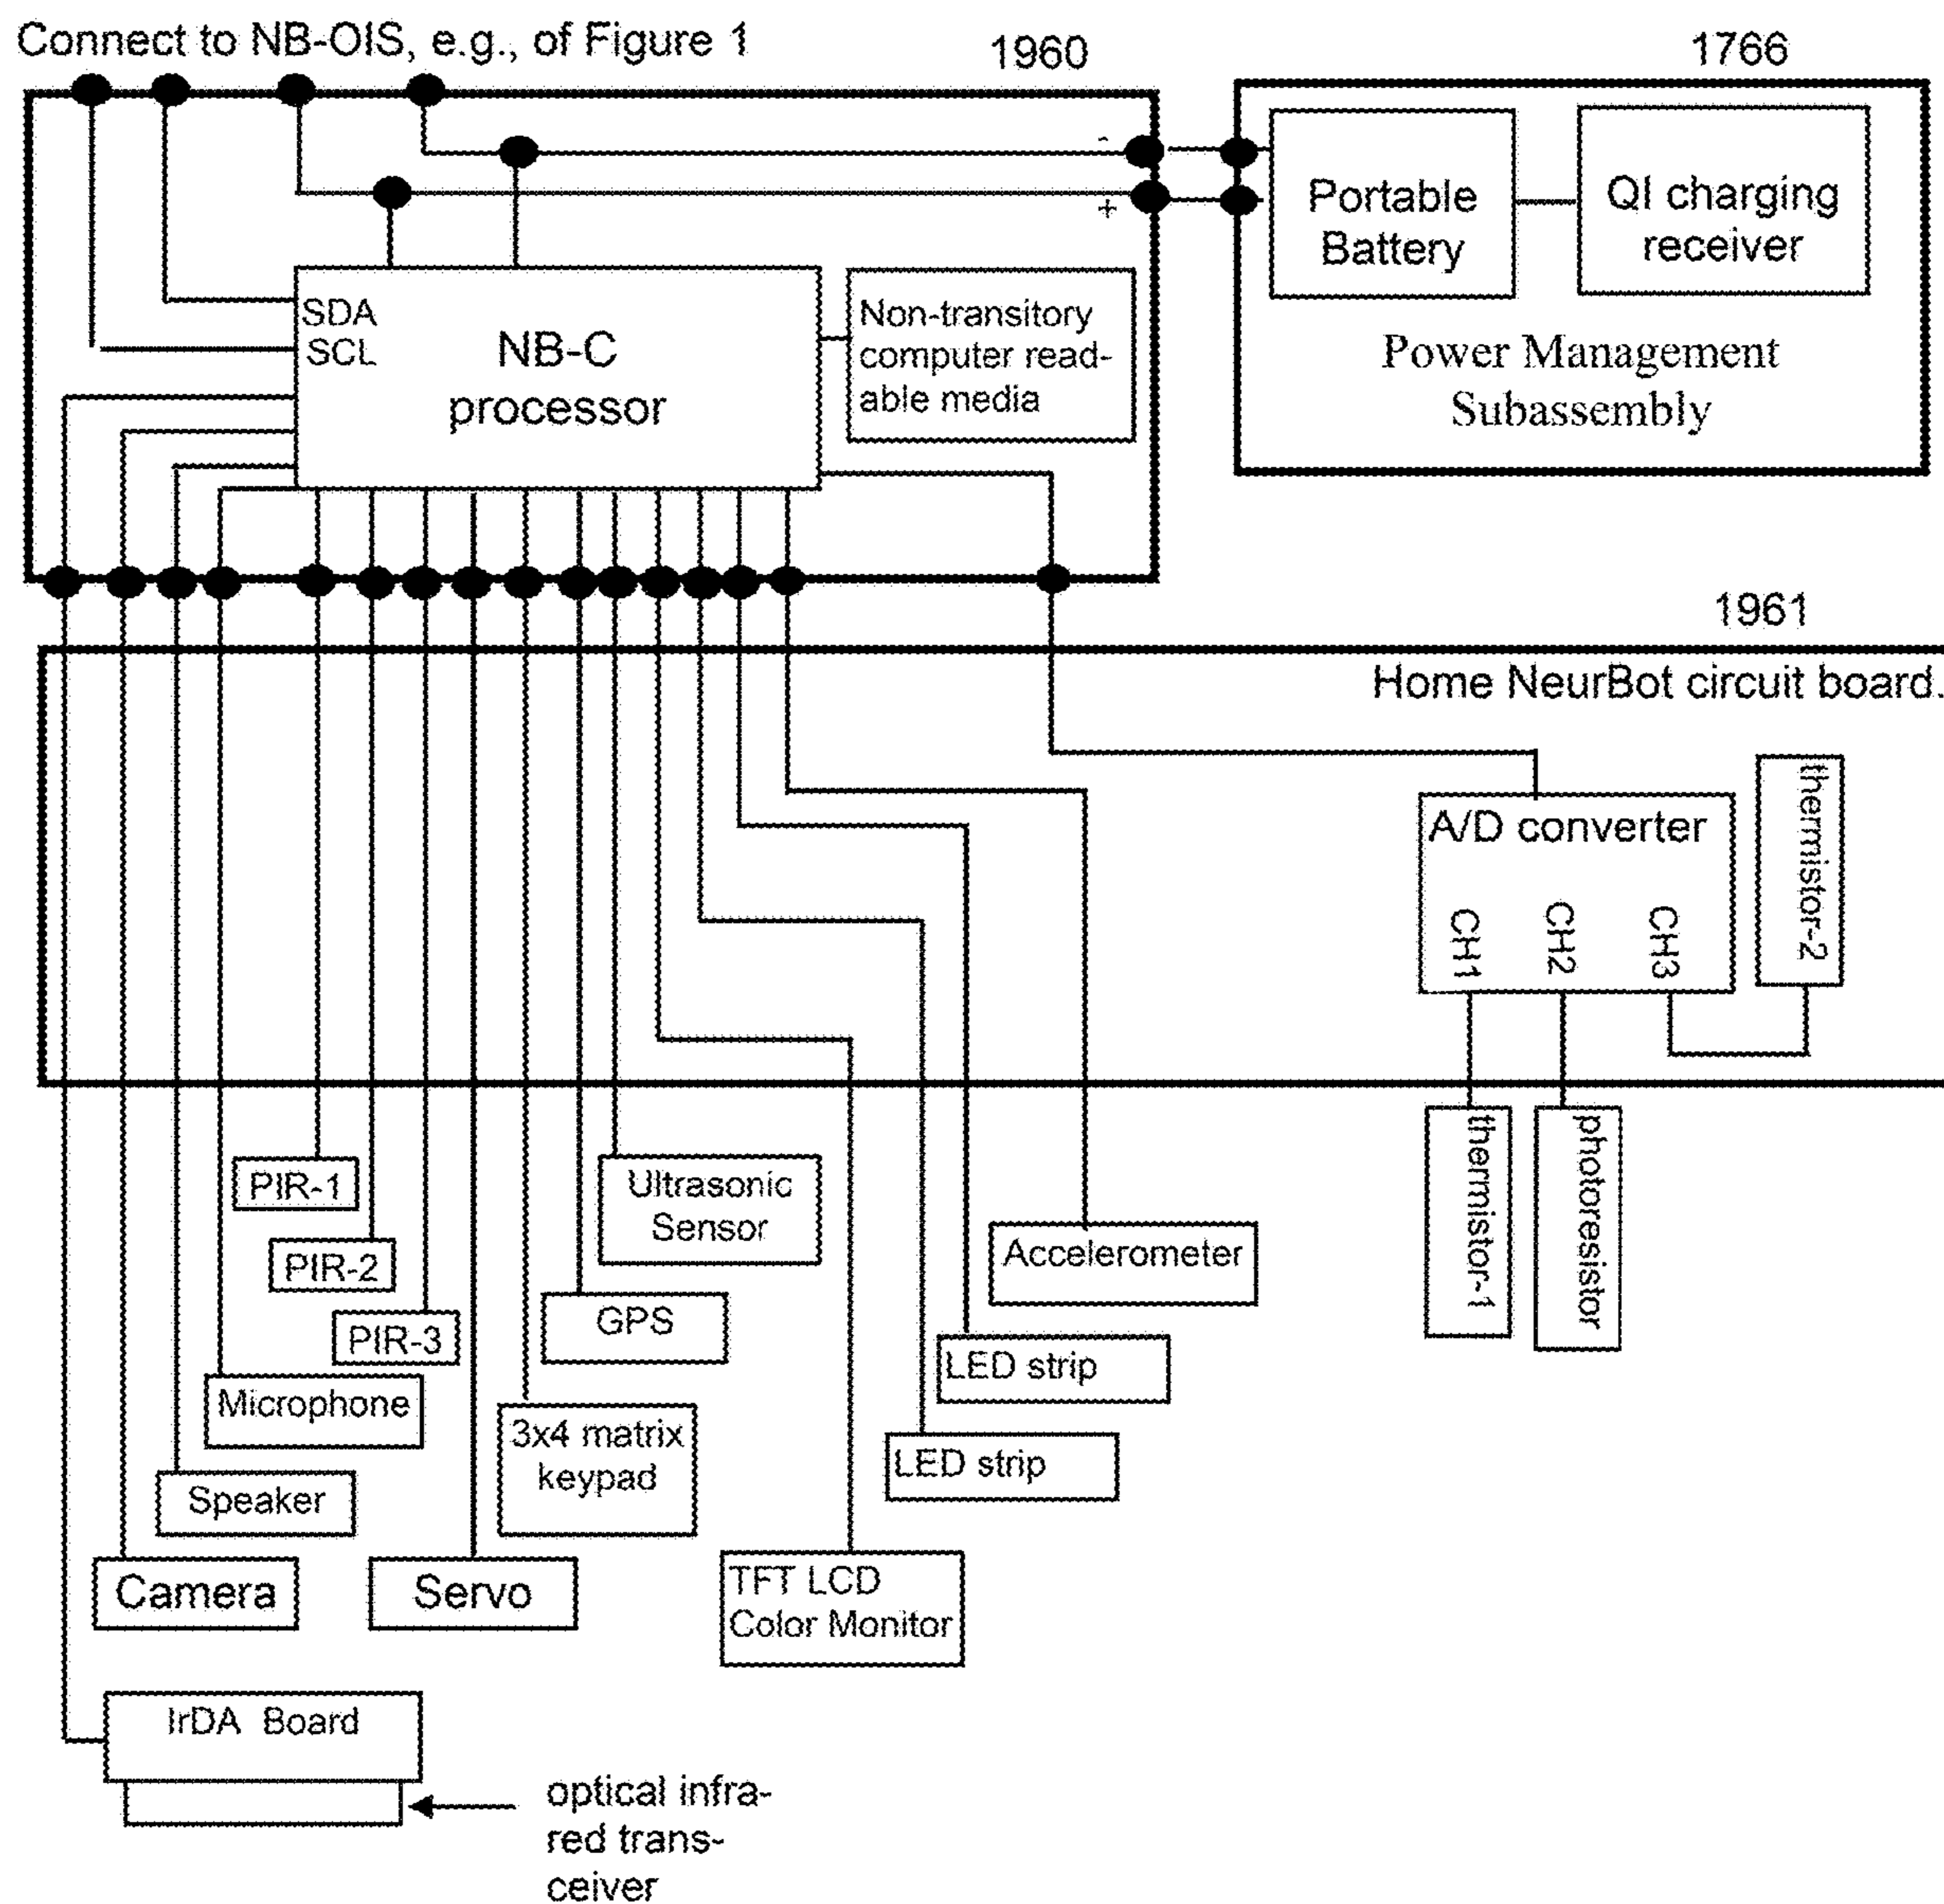 Connect to NB-OIS, e.g., of Figure 1
1960
1766
-
+
Portable
Battery
QI charging
receiver
Power Management
Subassembly
SDA
SCL
NB-C
processor
Non-transitory
computer read-
able media
1961
Home NeurBot circuit board.
A/D converter
CH1
CH2
CH3
thermistor-2
thermistor-1
photoresistor
PIR-1
PIR-2
PIR-3
Ultrasonic
Sensor
Accelerometer
GPS
LED strip
Microphone
3x4 matrix
keypad
LED strip
Speaker
Camera
Servo
TFT LCD
Color Monitor
IrDA Board
optical infra-
red trans-
ceiver